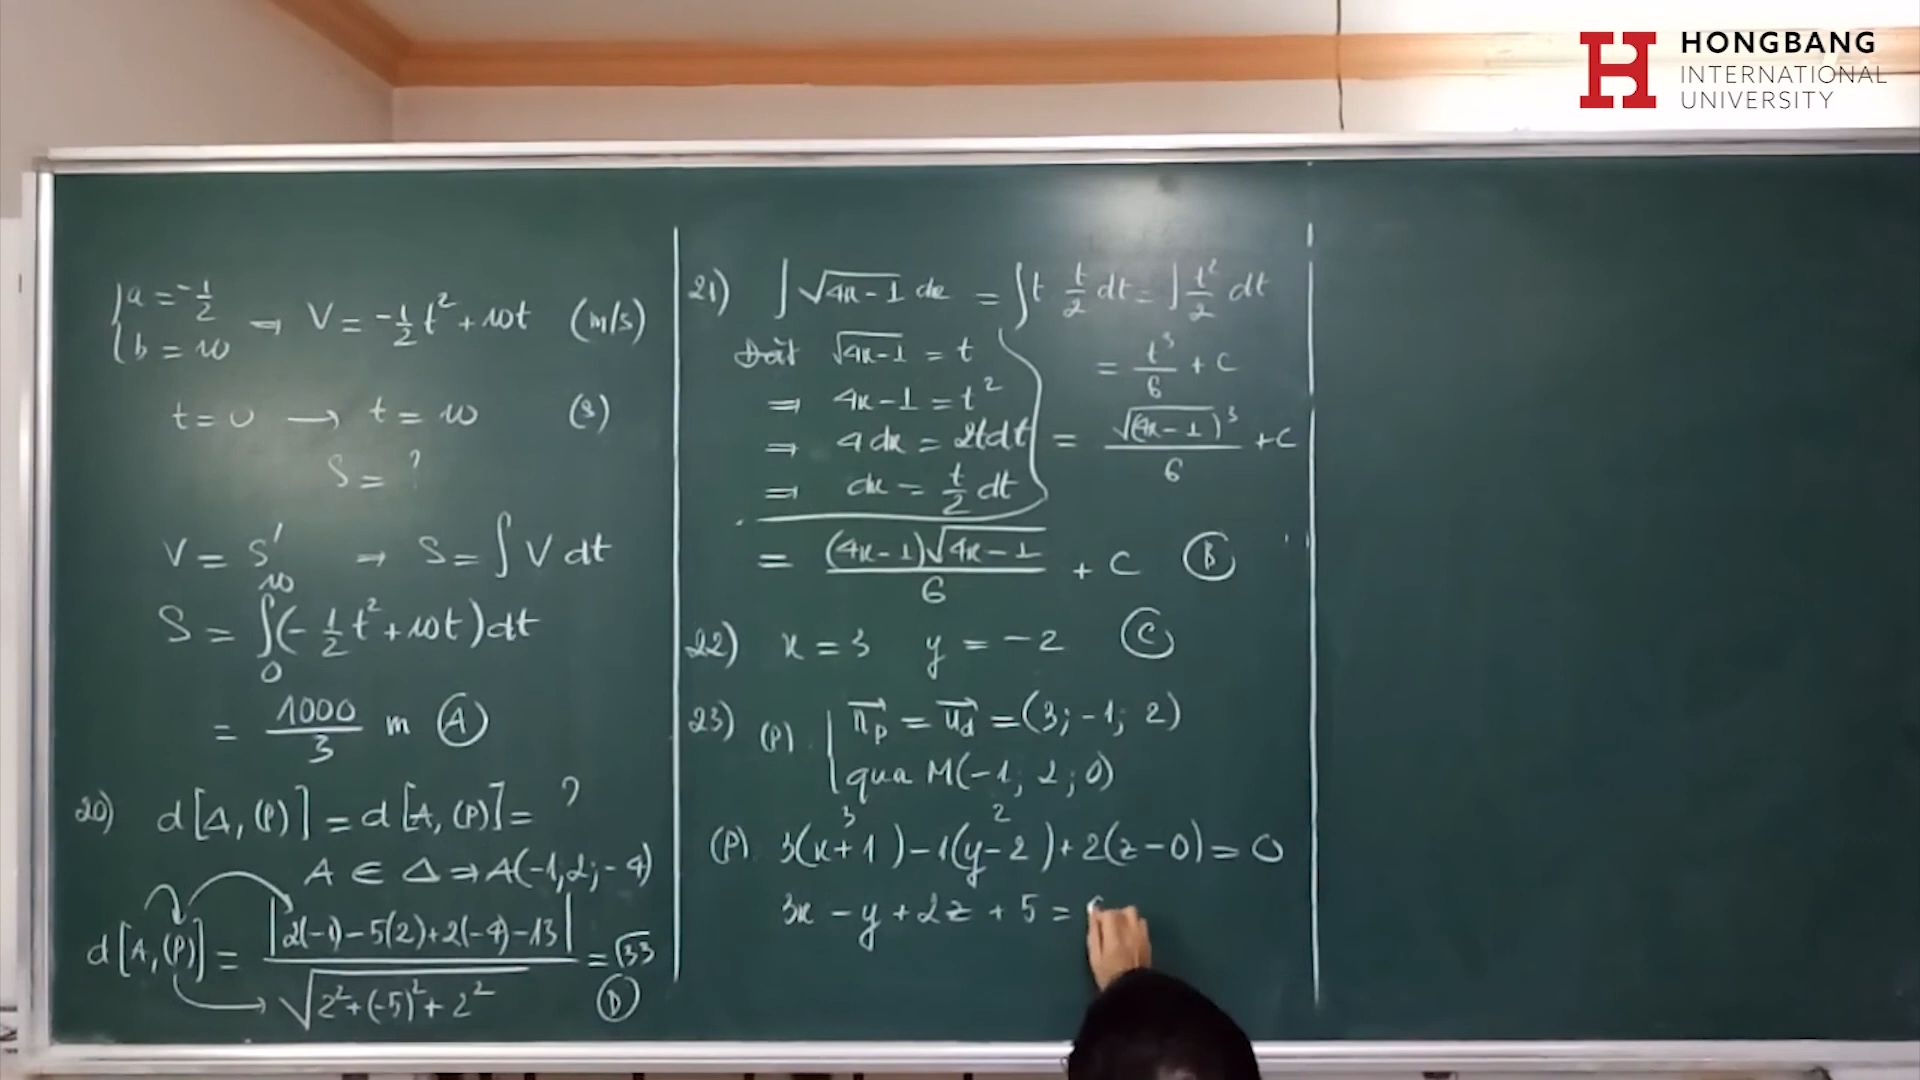 HONGBANG
INTERNATIONAL
UNIVERSITY
{a = -1/2
b = 10 → V = -1/2 t² + 10t (m/s)
t = 0 → t = 10 (s)
S = ?
V = S' → S = ∫ V dt
S = ∫₀¹⁰ (-1/2 t² + 10t) dt
= 1000/3 m (A)
20) d[Δ, (P)] = d[A, (P)] = ?
A ∈ Δ ⇒ A(-1; 2; -4)
d[A, (P)] = |2(-1) - 5(2) + 2(-4) - 13| / √(2² + (-5)² + 2²) = √33
(D)
21) ∫ √(4x-1) dx = ∫ t t/2 dt = ∫ t²/2 dt
Đặt √(4x-1) = t
= t³/6 + C
⇒ 4x-1 = t²
⇒ 4dx = 2tdt
= √(4x-1)³/6 + C
⇒ dx = t/2 dt
= (4x-1)√(4x-1)/6 + C (B)
22) x = 3 y = -2 (C)
23) (P) | n⃗p = u⃗d = (3; -1; 2)
qua M(-1; 2; 0)
3 2
(P) 3(x+1) - 1(y-2) + 2(z-0) = 0
3x - y + 2z + 5 =